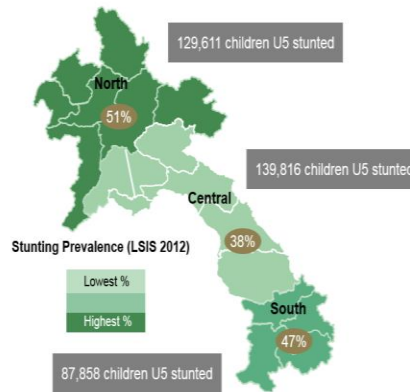 129,611 children U5 stunted
North
51%
139,816 children U5 stunted
Central
38%
Stunting Prevalence (LSIS 2012)
Lowest %
Highest %
South
47%
87,858 children U5 stunted